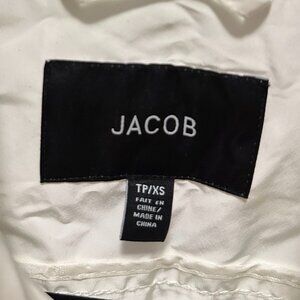 JACOB
TP/XS
FAIT EN
CHINE/
MADE IN
CHINA